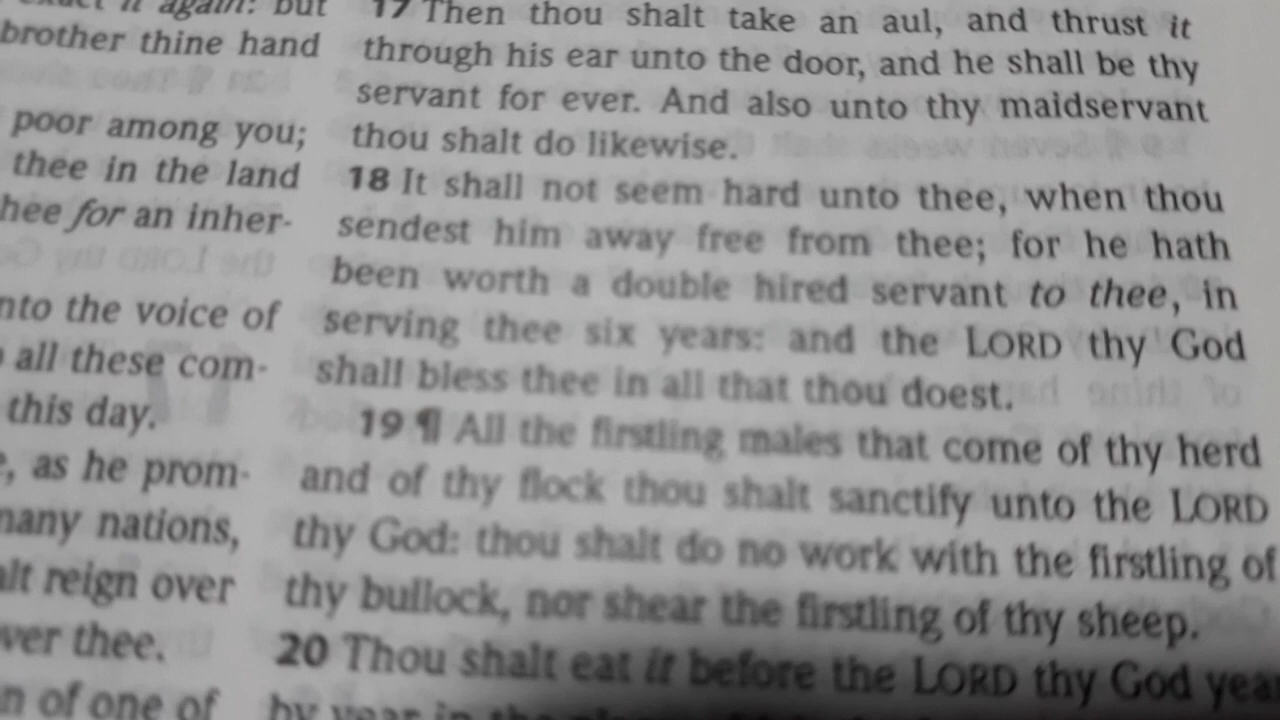 it again: but
brother thine hand
poor among you;
thee in the land
for an inher-
the voice of
all these com-
this day.
as he prom-
nations,
reign over
thee.
of one of
17 Then thou shalt take an aul, and thrust it
through his ear unto the door, and he shall be thy
servant for ever. And also unto thy maidservant
thou shalt do likewise.
18 It shall not seem hard unto thee, when thou
sendest him away free from thee; for he hath
been worth a double hired servant to thee, in
serving thee six years: and the LORD thy God
shall bless thee in all that thou doest.
19 ¶ All the firstling males that come of thy herd
and of thy flock thou shalt sanctify unto the LORD
thy God: thou shalt do no work with the firstling of
thy bullock, nor shear the firstling of thy sheep.
20 Thou shalt eat it before the LORD thy God
by year in the